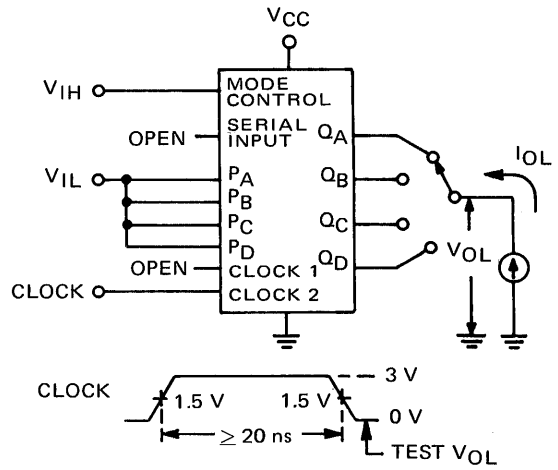 VCC
VIH
MODE CONTROL
OPEN
SERIAL INPUT
QA
IOL
VIL
PA
QB
PB
PC
QC
PD
QD
VOL
OPEN
CLOCK 1
CLOCK
CLOCK 2
CLOCK
3 V
1.5 V
1.5 V
0 V
≥ 20 ns
TEST VOL